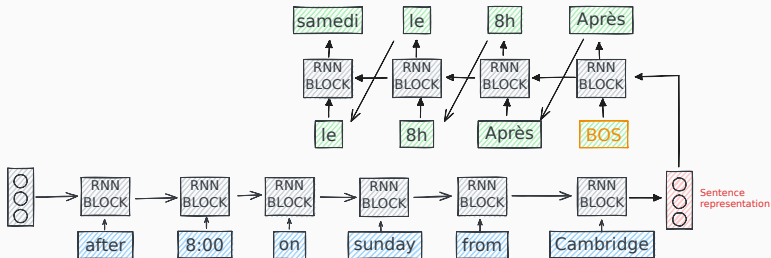 samedi le 8h Après
RNN BLOCK RNN BLOCK RNN BLOCK RNN BLOCK
le 8h Après BOS
RNN BLOCK RNN BLOCK RNN BLOCK RNN BLOCK RNN BLOCK RNN BLOCK
Sentence
representation
after 8:00 on sunday from Cambridge